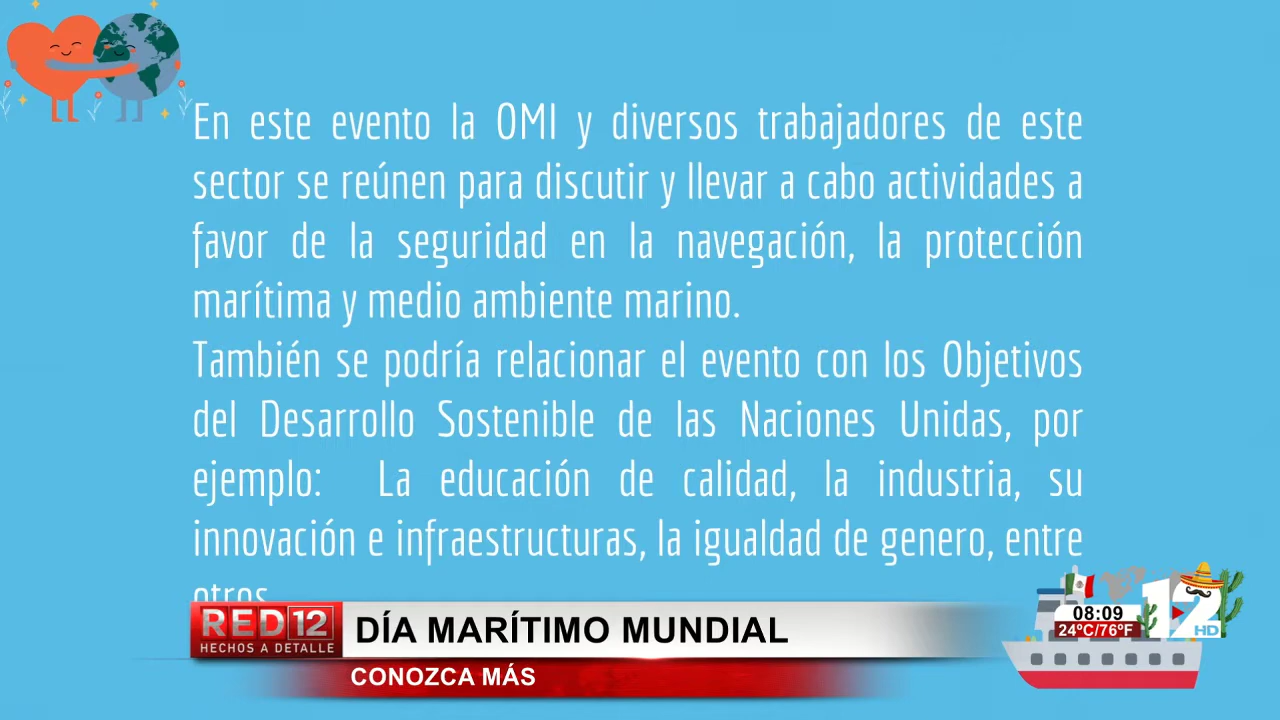 En este evento la OMI y diversos trabajadores de este
sector se reúnen para discutir y llevar a cabo actividades a
favor de la seguridad en la navegación, la protección
marítima y medio ambiente marino.
También se podría relacionar el evento con los Objetivos
del Desarrollo Sostenible de las Naciones Unidas, por
ejemplo: La educación de calidad, la industria, su
innovación e infraestructuras, la igualdad de genero, entre
otros
RED 12
HECHOS A DETALLE
DÍA MARÍTIMO MUNDIAL
CONOZCA MÁS
08:09
24°C/76°F
12
HD